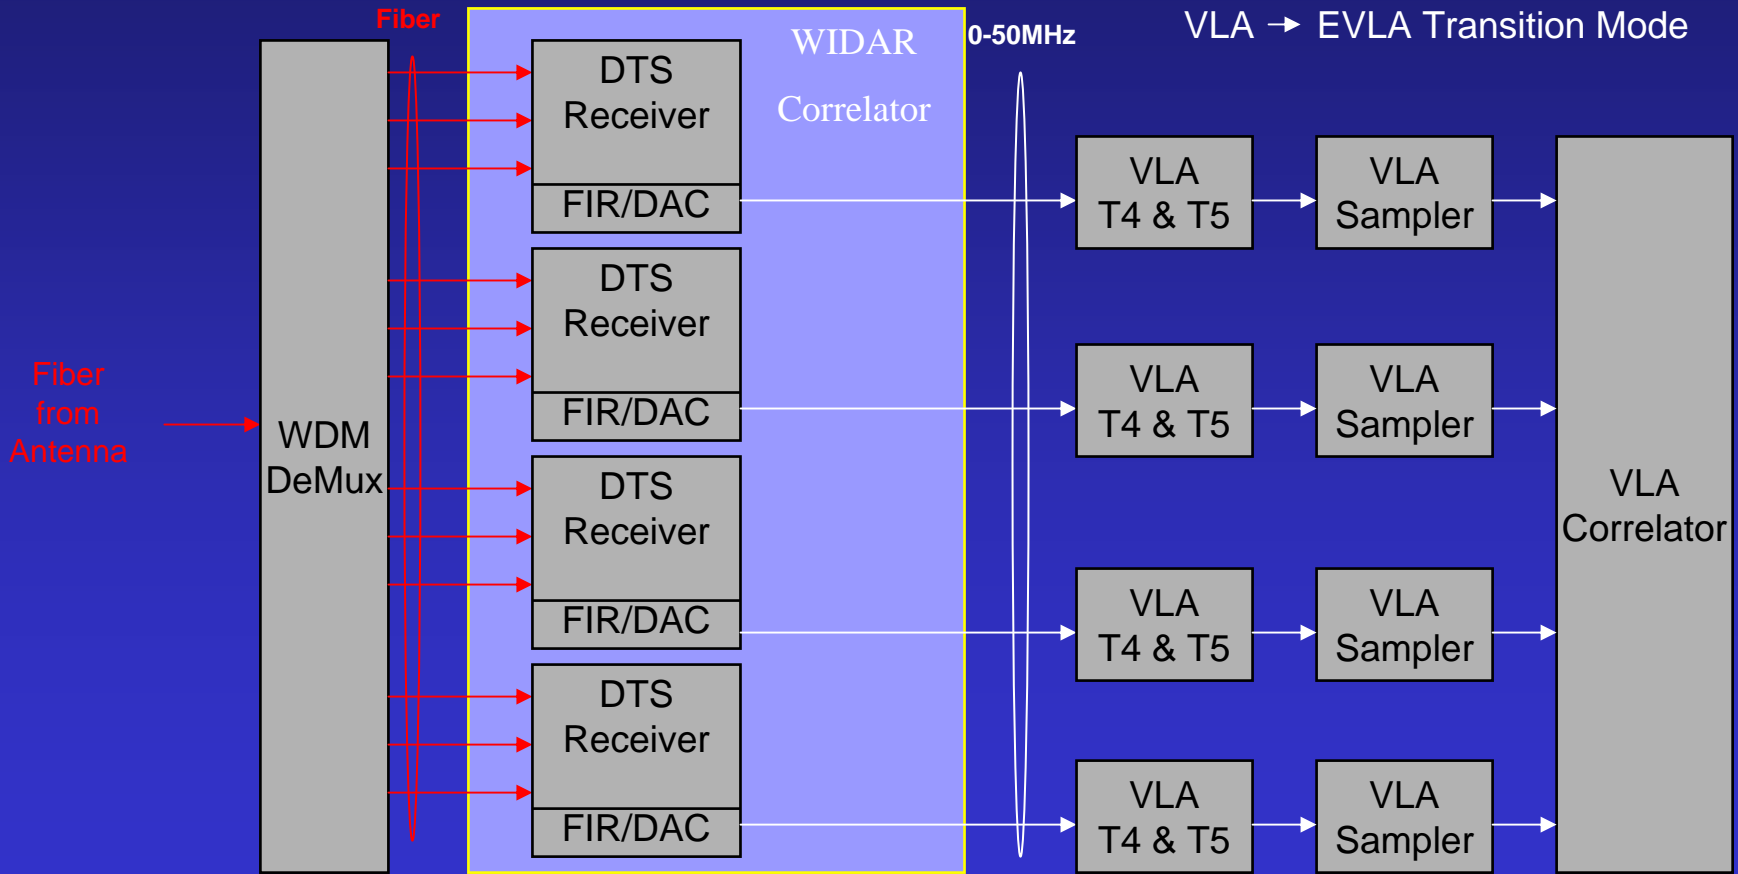 Fiber
WIDAR
Correlator
0-50MHz
VLA → EVLA Transition Mode
Fiber
from
Antenna
WDM
DeMux
DTS
Receiver
FIR/DAC
VLA
T4 & T5
VLA
Sampler
DTS
Receiver
FIR/DAC
VLA
T4 & T5
VLA
Sampler
DTS
Receiver
FIR/DAC
VLA
T4 & T5
VLA
Sampler
DTS
Receiver
FIR/DAC
VLA
T4 & T5
VLA
Sampler
VLA
Correlator